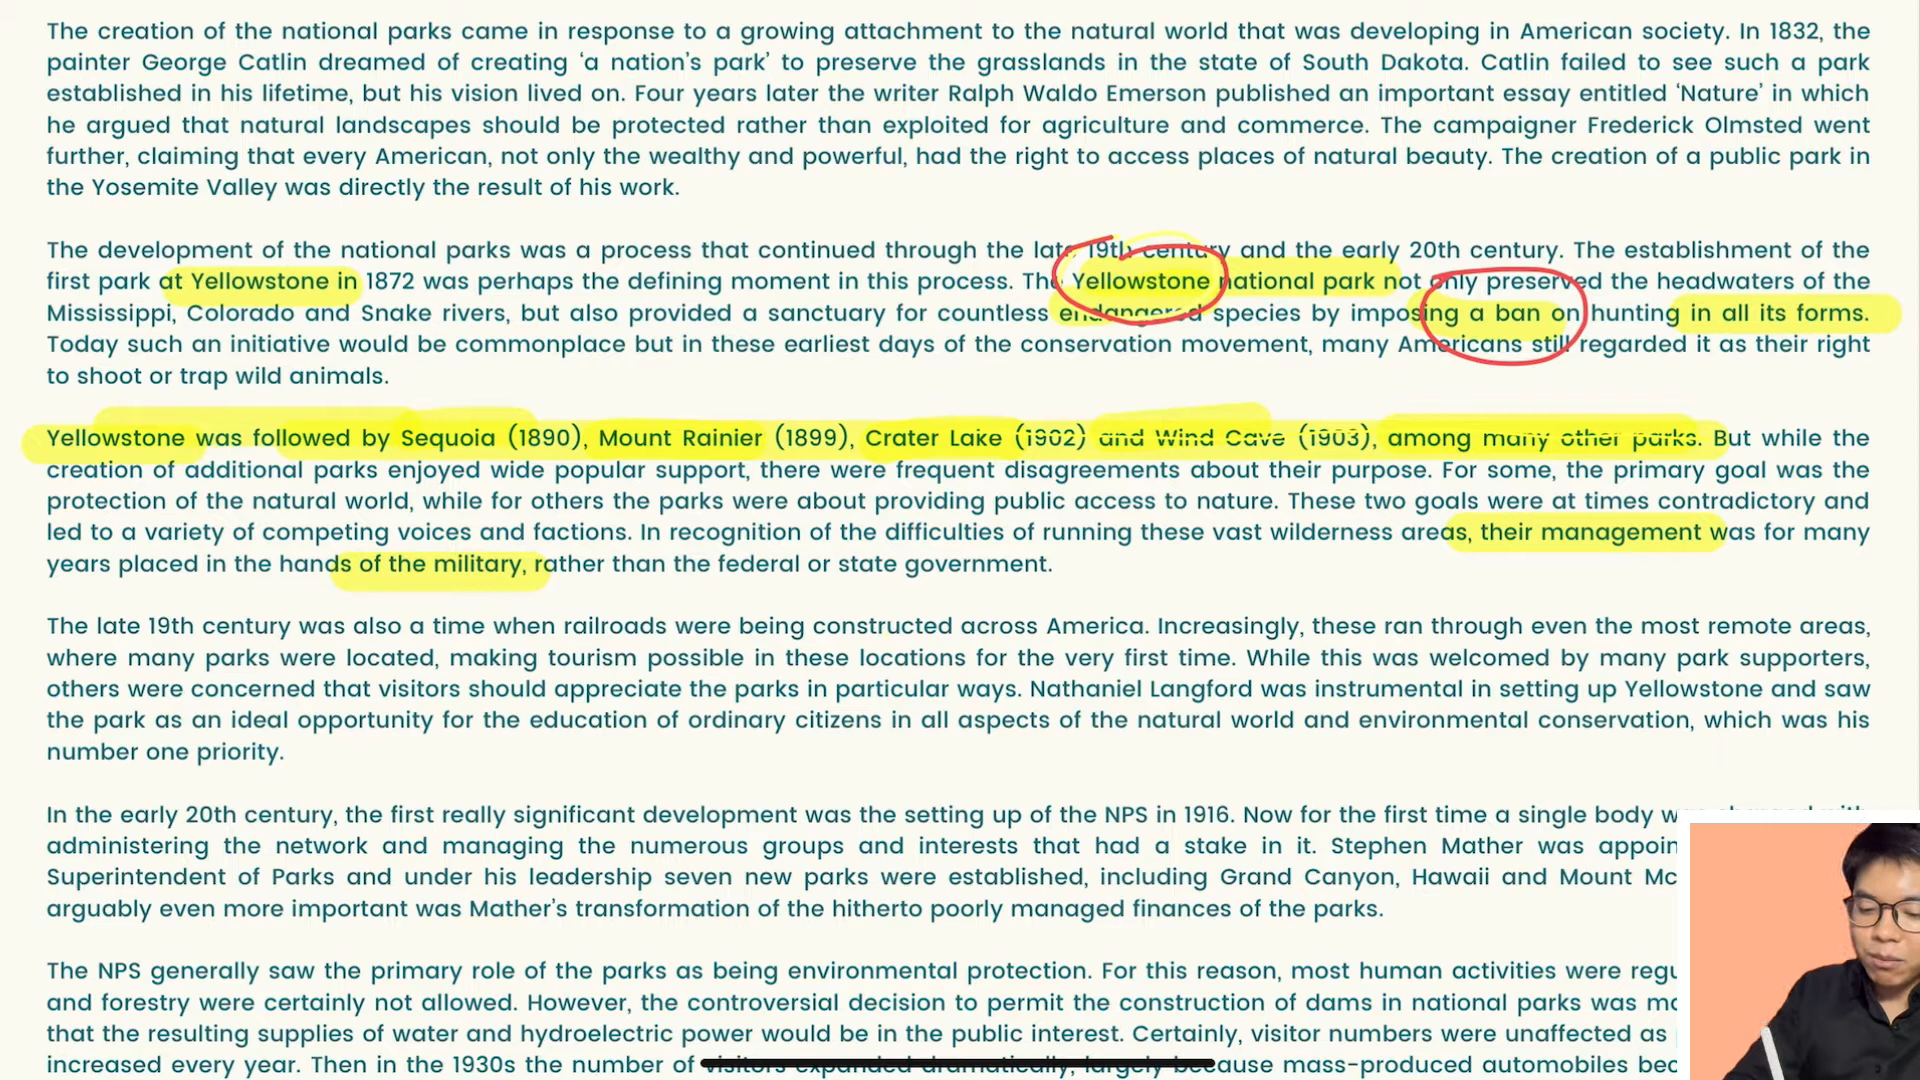 The creation of the national parks came in response to a growing attachment to the natural world that was developing in American society. In 1832, the
painter George Catlin dreamed of creating ‘a nation’s park’ to preserve the grasslands in the state of South Dakota. Catlin failed to see such a park
established in his lifetime, but his vision lived on. Four years later the writer Ralph Waldo Emerson published an important essay entitled ‘Nature’ in which
he argued that natural landscapes should be protected rather than exploited for agriculture and commerce. The campaigner Frederick Olmsted went
further, claiming that every American, not only the wealthy and powerful, had the right to access places of natural beauty. The creation of a public park in
the Yosemite Valley was directly the result of his work.
The development of the national parks was a process that continued through the late 19th century and the early 20th century. The establishment of the
first park at Yellowstone in 1872 was perhaps the defining moment in this process. The Yellowstone national park not only preserved the headwaters of the
Mississippi, Colorado and Snake rivers, but also provided a sanctuary for countless endangered species by imposing a ban on hunting in all its forms.
Today such an initiative would be commonplace but in these earliest days of the conservation movement, many Americans still regarded it as their right
to shoot or trap wild animals.
Yellowstone was followed by Sequoia (1890), Mount Rainier (1899), Crater Lake (1902) and Wind Cave (1903), among many other parks. But while the
creation of additional parks enjoyed wide popular support, there were frequent disagreements about their purpose. For some, the primary goal was the
protection of the natural world, while for others the parks were about providing public access to nature. These two goals were at times contradictory and
led to a variety of competing voices and factions. In recognition of the difficulties of running these vast wilderness areas, their management was for many
years placed in the hands of the military, rather than the federal or state government.
The late 19th century was also a time when railroads were being constructed across America. Increasingly, these ran through even the most remote areas,
where many parks were located, making tourism possible in these locations for the very first time. While this was welcomed by many park supporters,
others were concerned that visitors should appreciate the parks in particular ways. Nathaniel Langford was instrumental in setting up Yellowstone and saw
the park as an ideal opportunity for the education of ordinary citizens in all aspects of the natural world and environmental conservation, which was his
number one priority.
In the early 20th century, the first really significant development was the setting up of the NPS in 1916. Now for the first time a single body
administering the network and managing the numerous groups and interests that had a stake in it. Stephen Mather was appoin
Superintendent of Parks and under his leadership seven new parks were established, including Grand Canyon, Hawaii and Mount Mc
arguably even more important was Mather’s transformation of the hitherto poorly managed finances of the parks.
The NPS generally saw the primary role of the parks as being environmental protection. For this reason, most human activities were regu
and forestry were certainly not allowed. However, the controversial decision to permit the construction of dams in national parks was
that the resulting supplies of water and hydroelectric power would be in the public interest. Certainly, visitor numbers were unaffected as
increased every year. Then in the 1930s the number of visitors expanded dramatically, largely because mass-produced automobiles bec